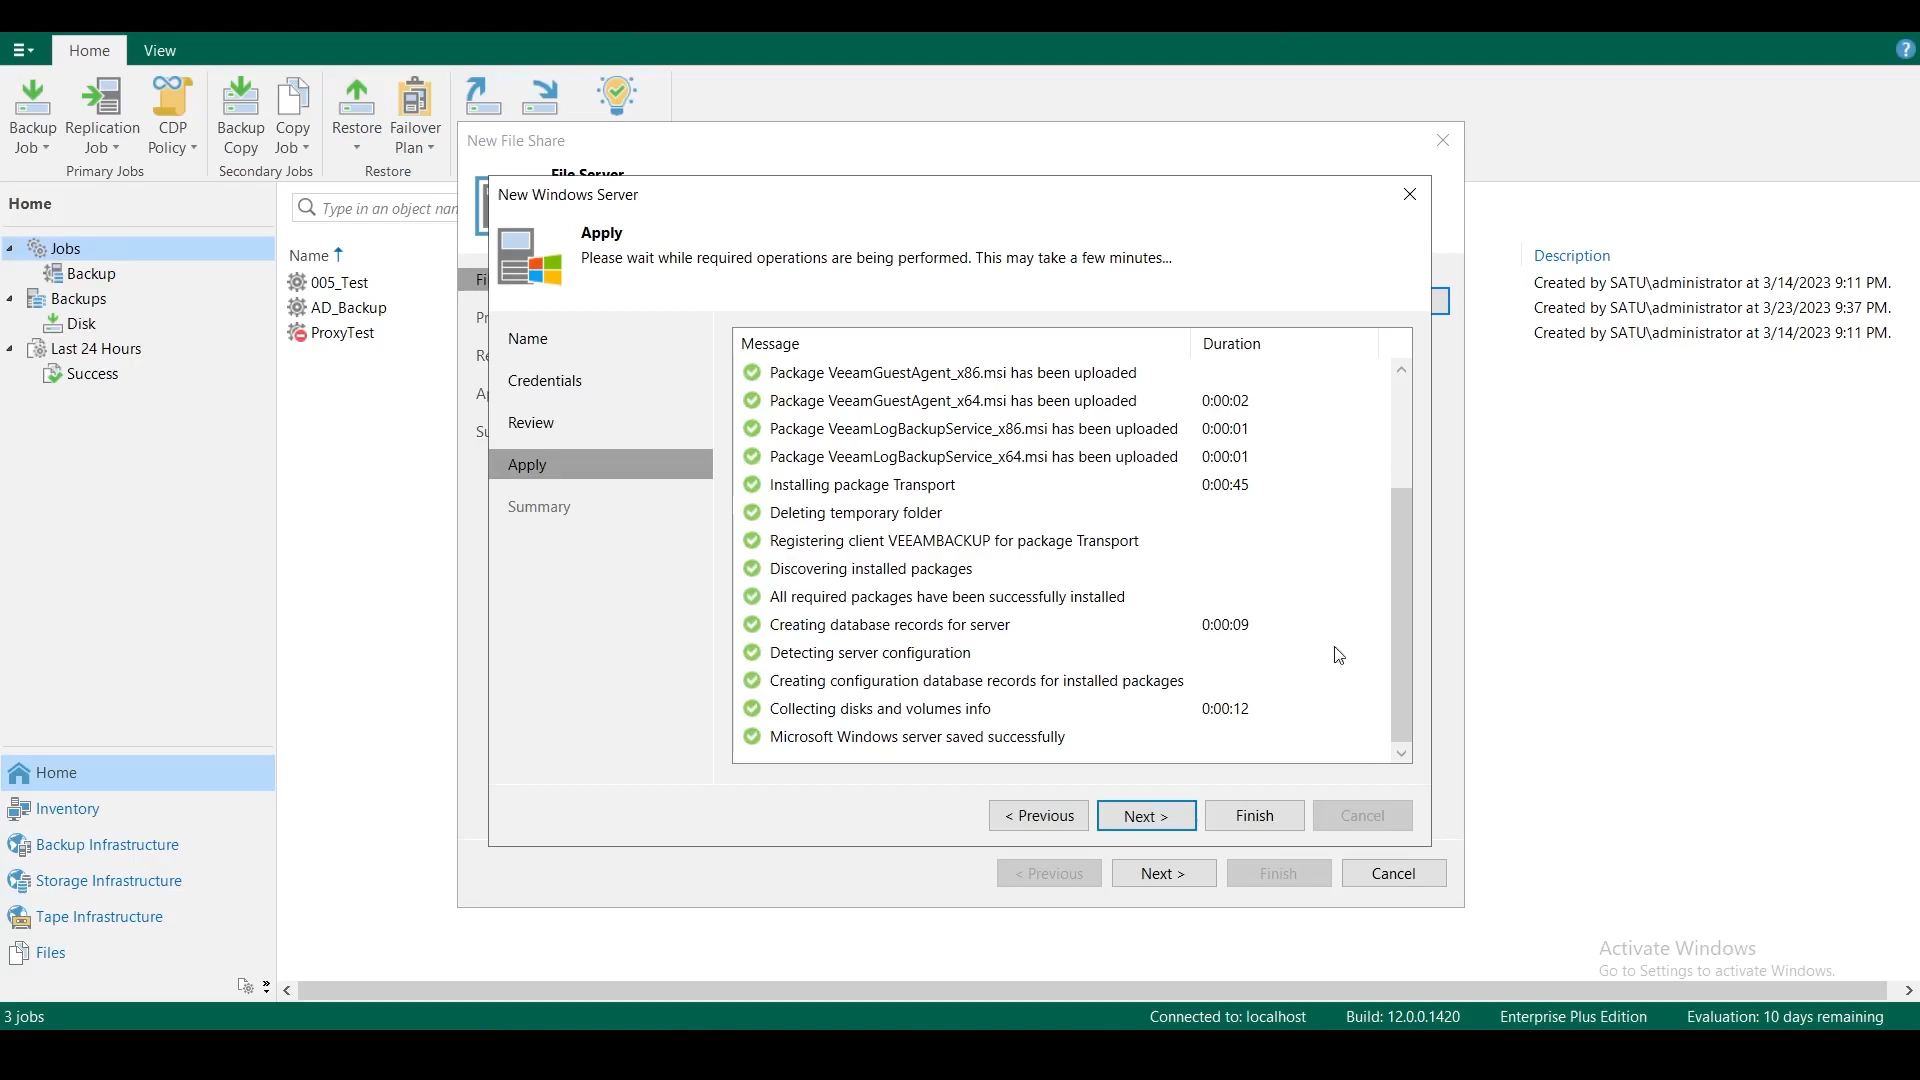 Home
View
Backup Job
Replication Job
CDP Policy
Backup Copy
Copy Job
Restore
Failover Plan
Primary Jobs
Secondary Jobs
Restore
New File Share
File Server
Home
Type in an object nam
Jobs
Backup
Backups
Disk
Last 24 Hours
Success
Name
005_Test
AD_Backup
ProxyTest
Description
Created by SATU\administrator at 3/14/2023 9:11 PM.
Created by SATU\administrator at 3/23/2023 9:37 PM.
Created by SATU\administrator at 3/14/2023 9:11 PM.
Fi
Pr
Re
Ap
Su
New Windows Server
Apply
Please wait while required operations are being performed. This may take a few minutes...
Name
Credentials
Review
Apply
Summary
Message Duration
Package VeeamGuestAgent_x86.msi has been uploaded
Package VeeamGuestAgent_x64.msi has been uploaded 0:00:02
Package VeeamLogBackupService_x86.msi has been uploaded 0:00:01
Package VeeamLogBackupService_x64.msi has been uploaded 0:00:01
Installing package Transport 0:00:45
Deleting temporary folder
Registering client VEEAMBACKUP for package Transport
Discovering installed packages
All required packages have been successfully installed
Creating database records for server 0:00:09
Detecting server configuration
Creating configuration database records for installed packages
Collecting disks and volumes info 0:00:12
Microsoft Windows server saved successfully
< Previous
Next >
Finish
Cancel
< Previous
Next >
Finish
Cancel
Home
Inventory
Backup Infrastructure
Storage Infrastructure
Tape Infrastructure
Files
Activate Windows
Go to Settings to activate Windows.
3 jobs
Connected to: localhost
Build: 12.0.0.1420
Enterprise Plus Edition
Evaluation: 10 days remaining